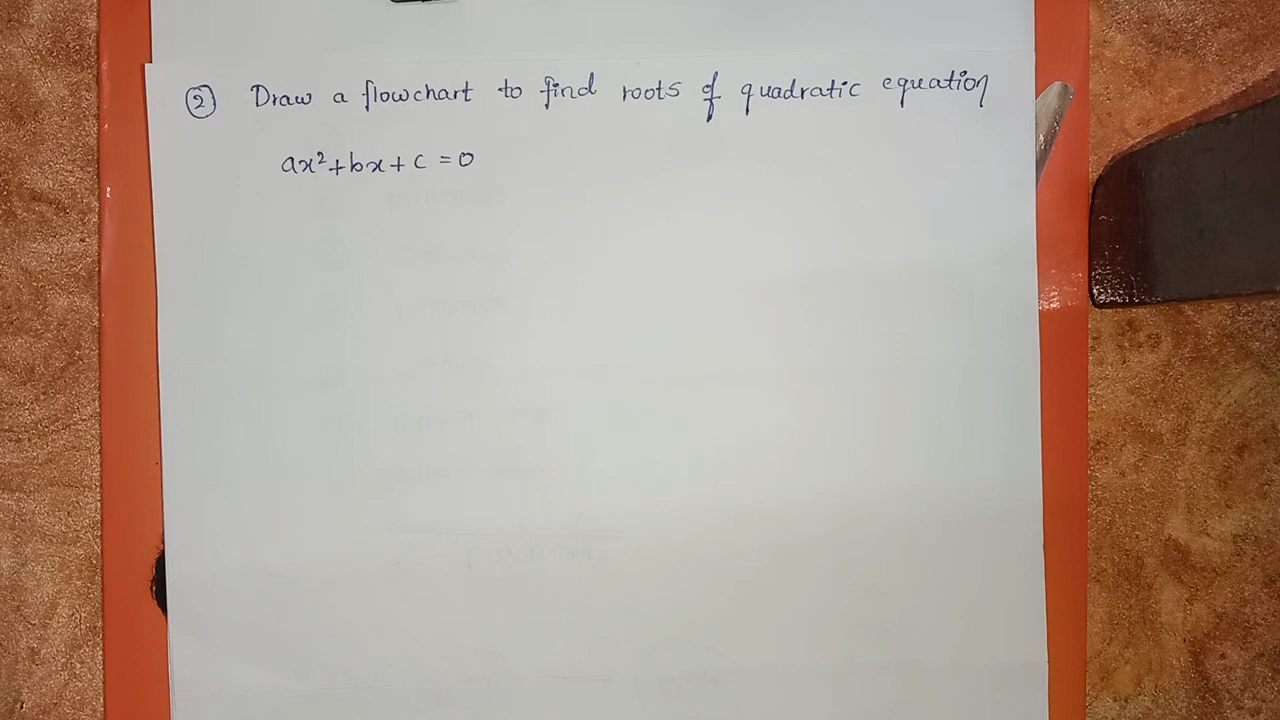 ② Draw a flowchart to find roots of quadratic equation
ax²+bx+c=0